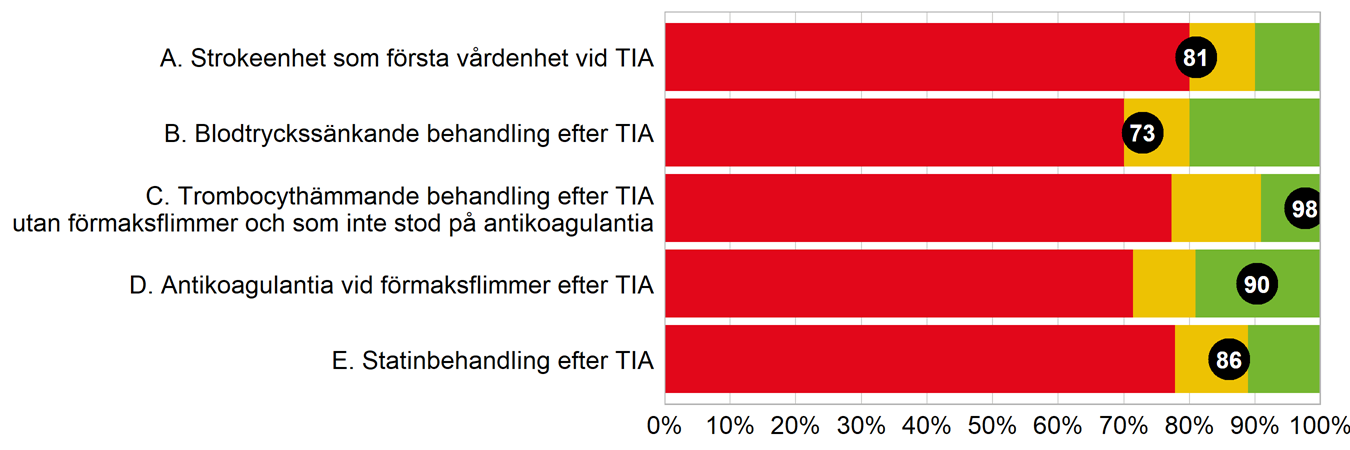 A. Strokeenhet som första vårdenhet vid TIA
81
B. Blodtryckssänkande behandling efter TIA
73
C. Trombocythämmande behandling efter TIA
utan förmaksflimmer och som inte stod på antikoagulantia
98
D. Antikoagulantia vid förmaksflimmer efter TIA
90
E. Statinbehandling efter TIA
86
0% 10% 20% 30% 40% 50% 60% 70% 80% 90% 100%